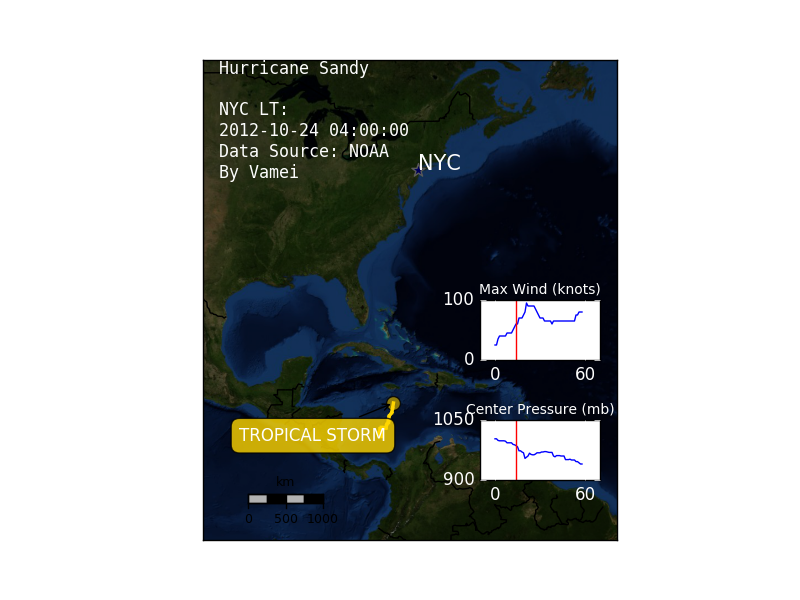 Hurricane Sandy
NYC LT:
2012-10-24 04:00:00
Data Source: NOAA
By Vamei
NYC
Max Wind (knots)
100
0
0 60
Center Pressure (mb)
1050
900
0 60
TROPICAL STORM
km
0 500 1000